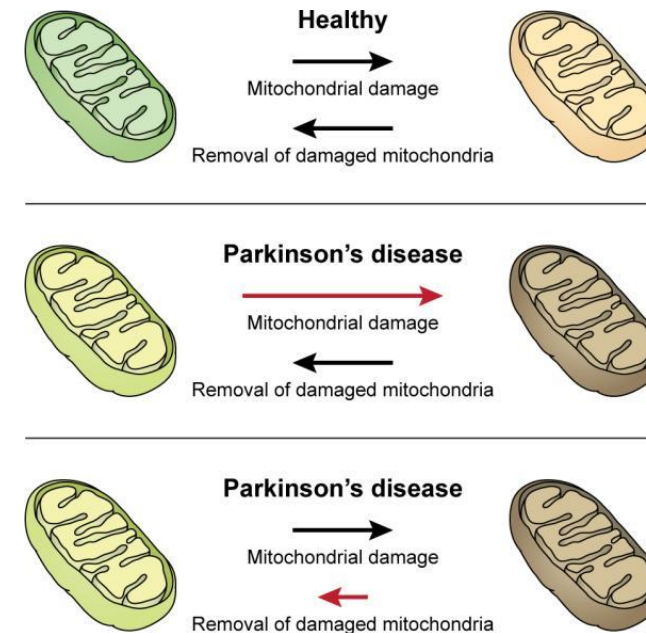 Healthy
Mitochondrial damage
Removal of damaged mitochondria
Parkinson’s disease
Mitochondrial damage
Removal of damaged mitochondria
Parkinson’s disease
Mitochondrial damage
Removal of damaged mitochondria